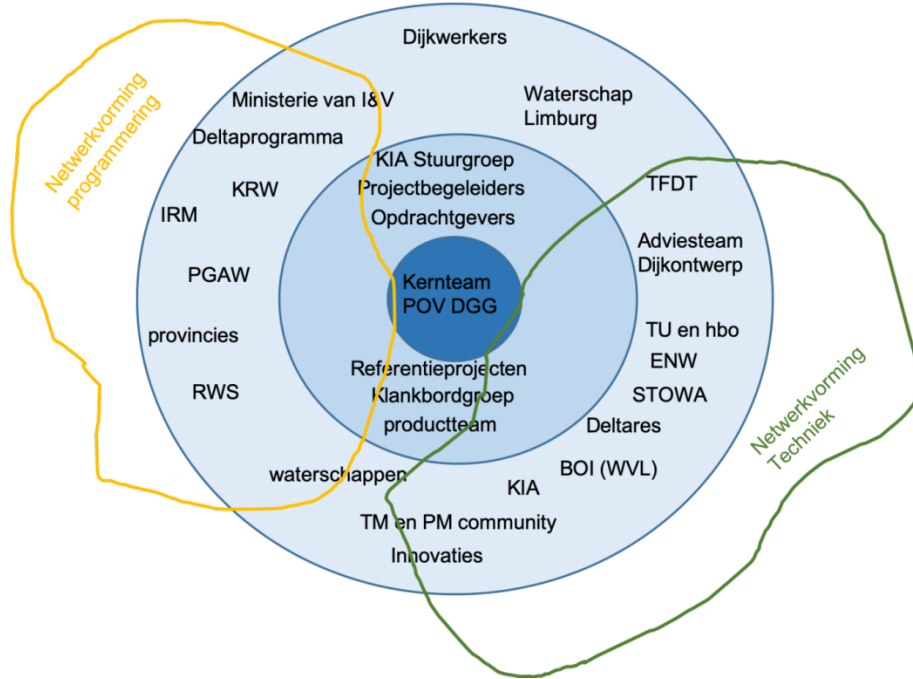 Dijkwerkers
Netwerkvorming
programmering
Ministerie van I&V
Waterschap
Limburg
Deltaprogramma
KIA Stuurgroep
Projectbegeleiders
Opdrachtgevers
KRW
IRM
TFDT
PGAW
Adviesteam
Dijkontwerp
Kernteam
POV DGG
provincies
TU en hbo
ENW
RWS
Referentieprojecten
Klankbordgroep
productteam
STOWA
Deltares
Netwerkvorming
Techniek
waterschappen
BOI (WVL)
KIA
TM en PM community
Innovaties